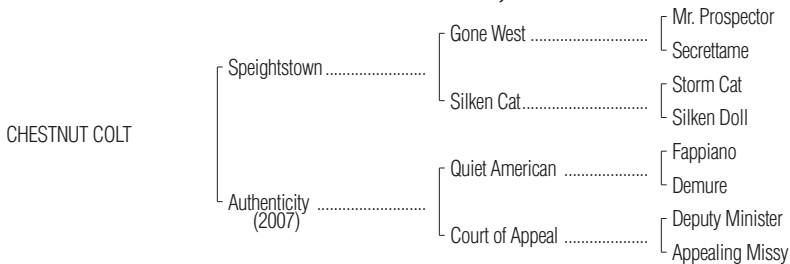 Mr. Prospector
Gone West
Secrettame
Speightstown
Storm Cat
Silken Cat
Silken Doll
CHESTNUT COLT
Fappiano
Quiet American
Demure
Authenticity
(2007)
Deputy Minister
Court of Appeal
Appealing Missy